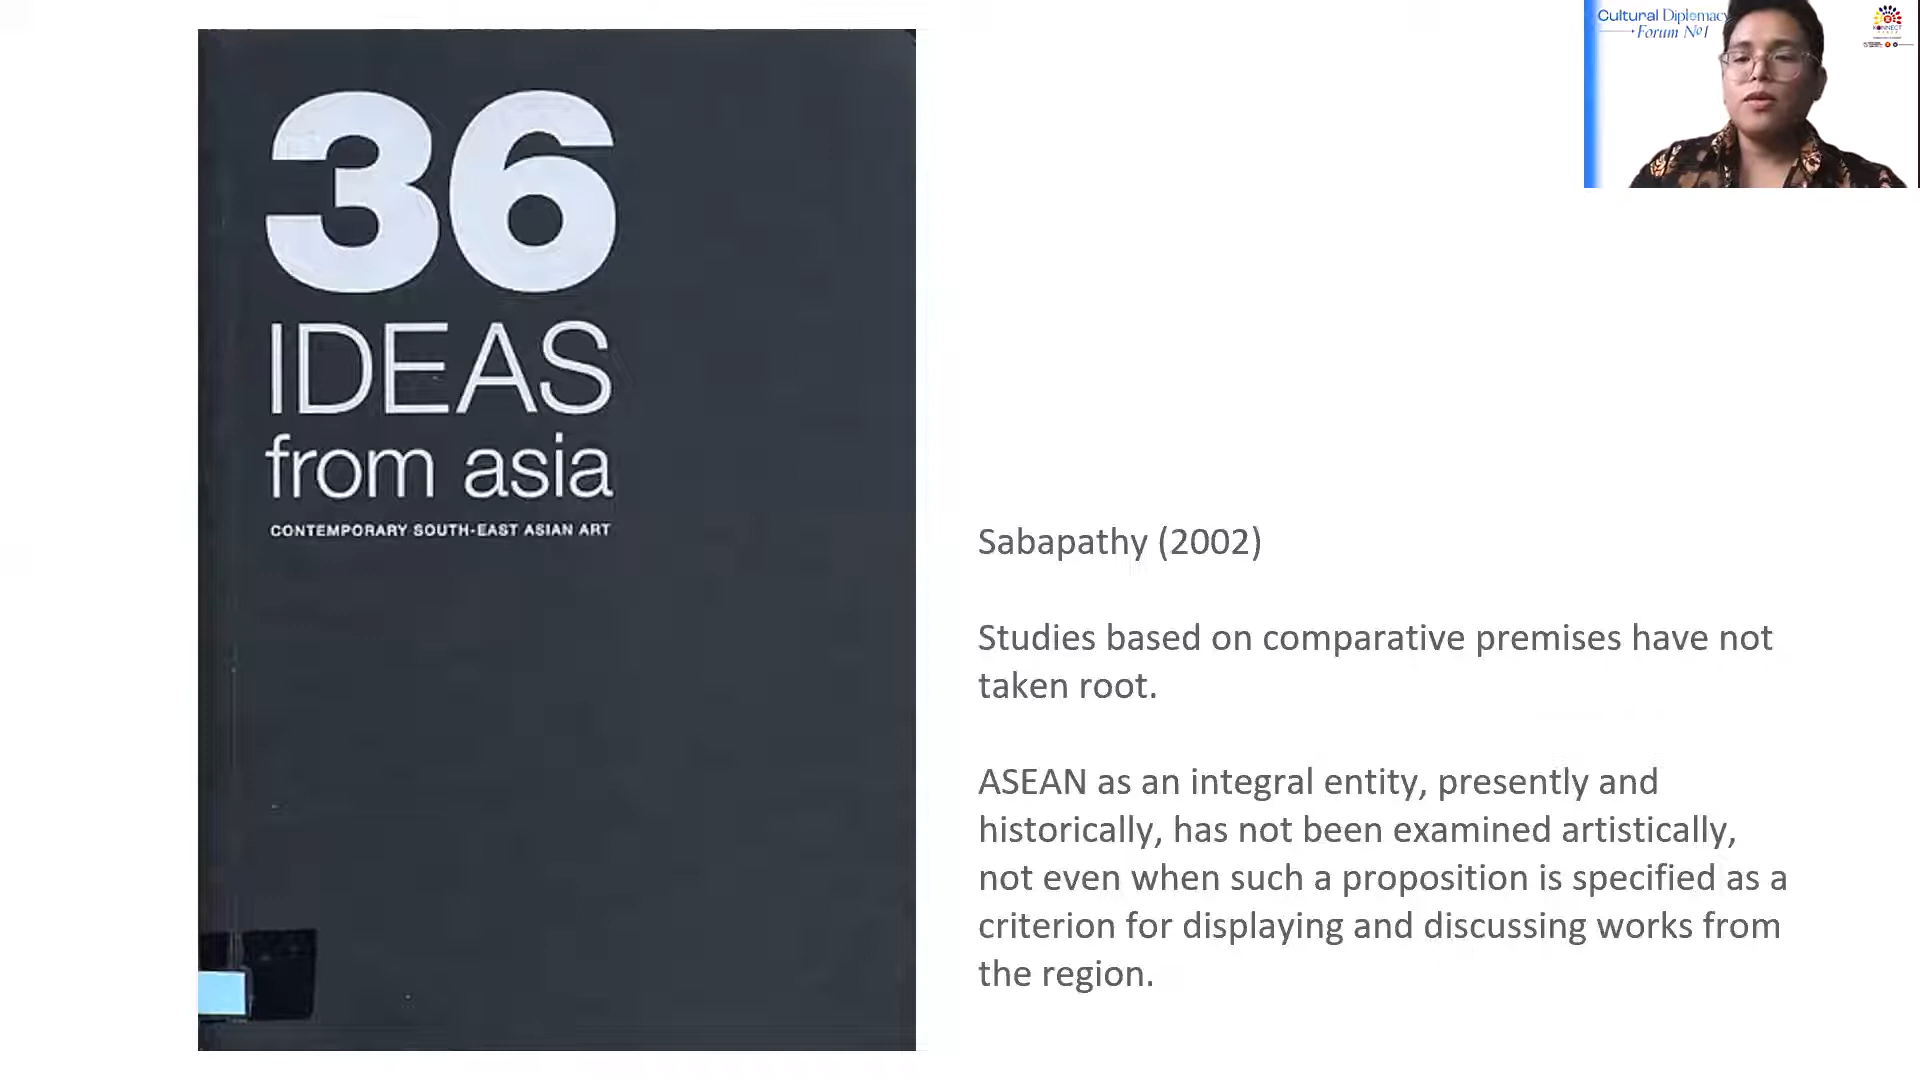 36
IDEAS
from asia
CONTEMPORARY SOUTH-EAST ASIAN ART
Cultural Diplomacy
Forum Nº1
KONNECT
Sabapathy (2002)
Studies based on comparative premises have not
taken root.
ASEAN as an integral entity, presently and
historically, has not been examined artistically,
not even when such a proposition is specified as a
criterion for displaying and discussing works from
the region.